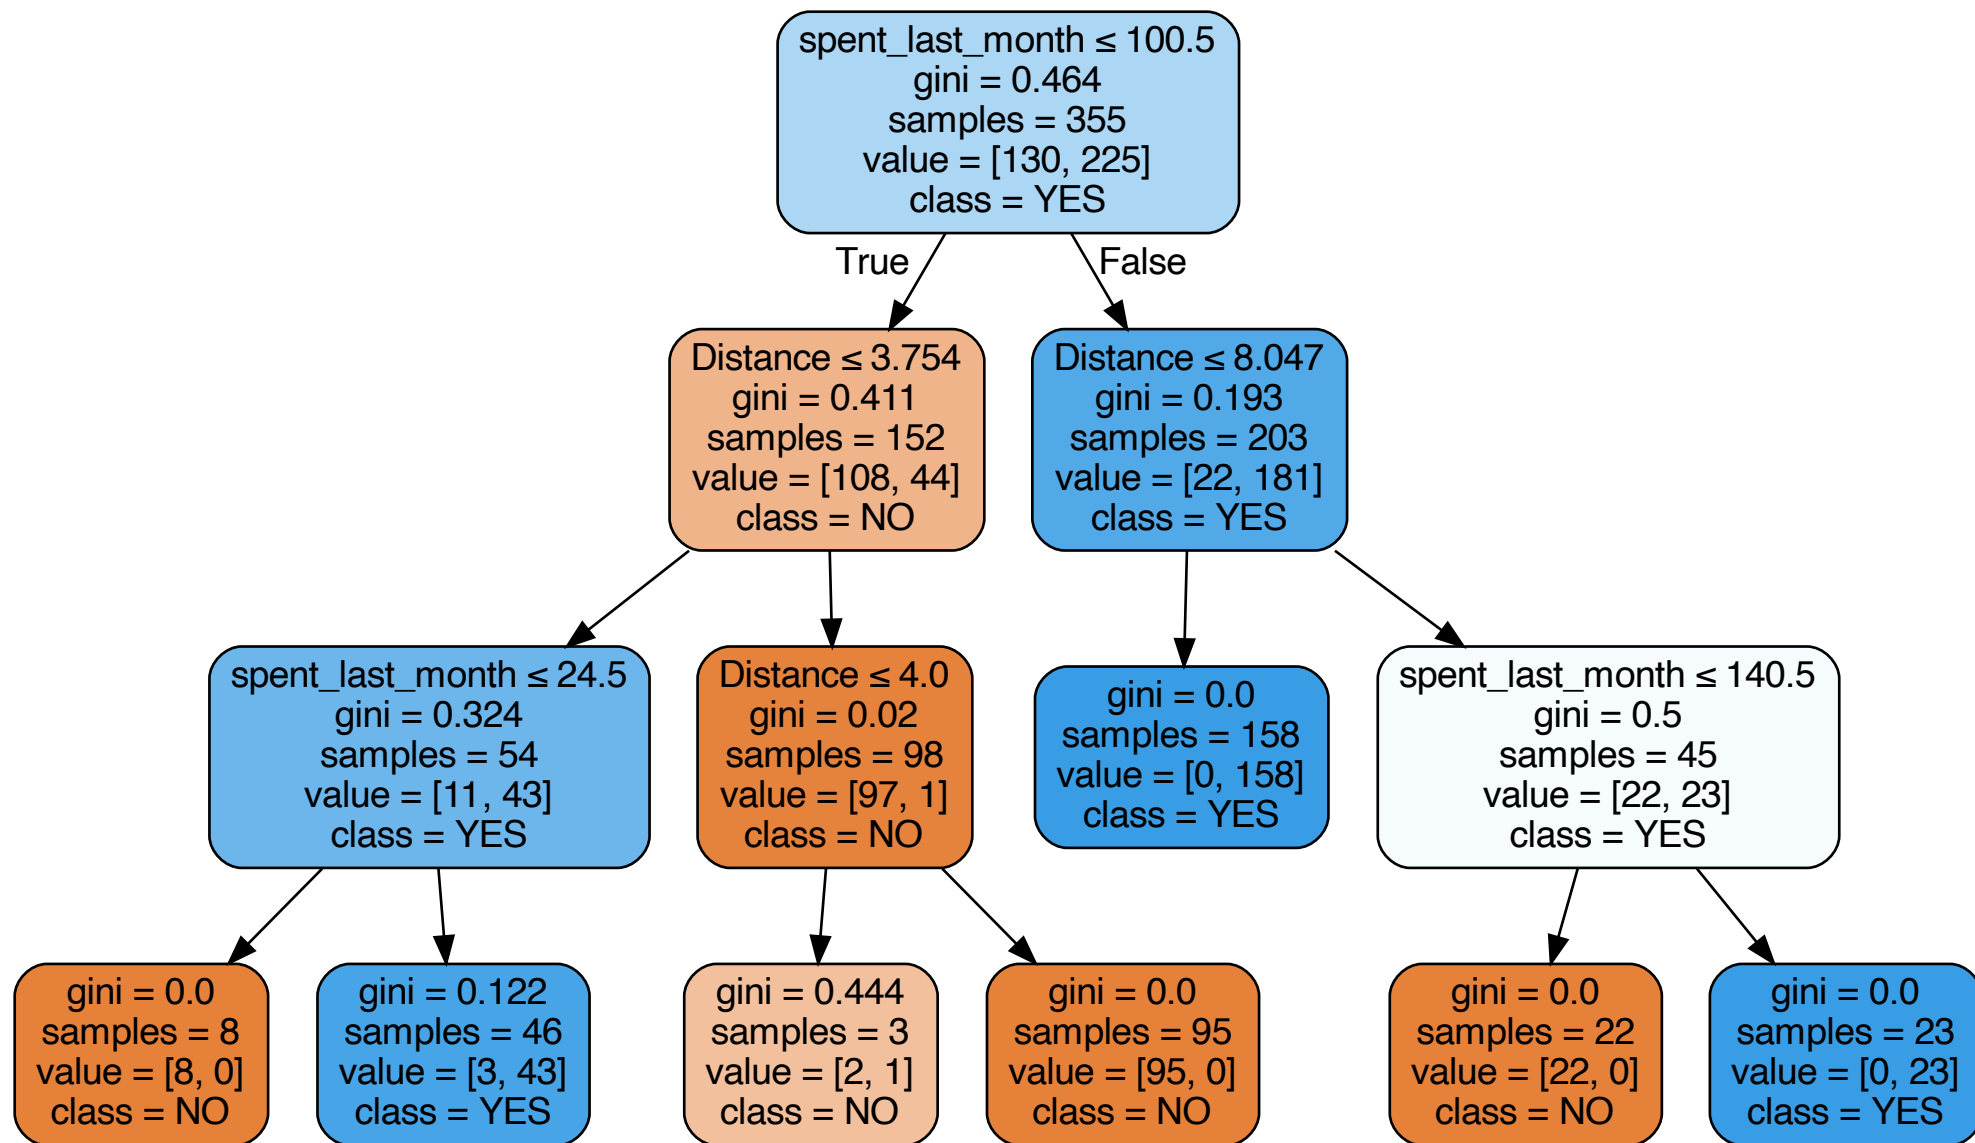 spent_last_month ≤ 100.5
gini = 0.464
samples = 355
value = [130, 225]
class = YES
True
False
Distance ≤ 3.754
gini = 0.411
samples = 152
value = [108, 44]
class = NO
Distance ≤ 8.047
gini = 0.193
samples = 203
value = [22, 181]
class = YES
spent_last_month ≤ 24.5
gini = 0.324
samples = 54
value = [11, 43]
class = YES
Distance ≤ 4.0
gini = 0.02
samples = 98
value = [97, 1]
class = NO
gini = 0.0
samples = 158
value = [0, 158]
class = YES
spent_last_month ≤ 140.5
gini = 0.5
samples = 45
value = [22, 23]
class = YES
gini = 0.0
samples = 8
value = [8, 0]
class = NO
gini = 0.122
samples = 46
value = [3, 43]
class = YES
gini = 0.444
samples = 3
value = [2, 1]
class = NO
gini = 0.0
samples = 95
value = [95, 0]
class = NO
gini = 0.0
samples = 22
value = [22, 0]
class = NO
gini = 0.0
samples = 23
value = [0, 23]
class = YES